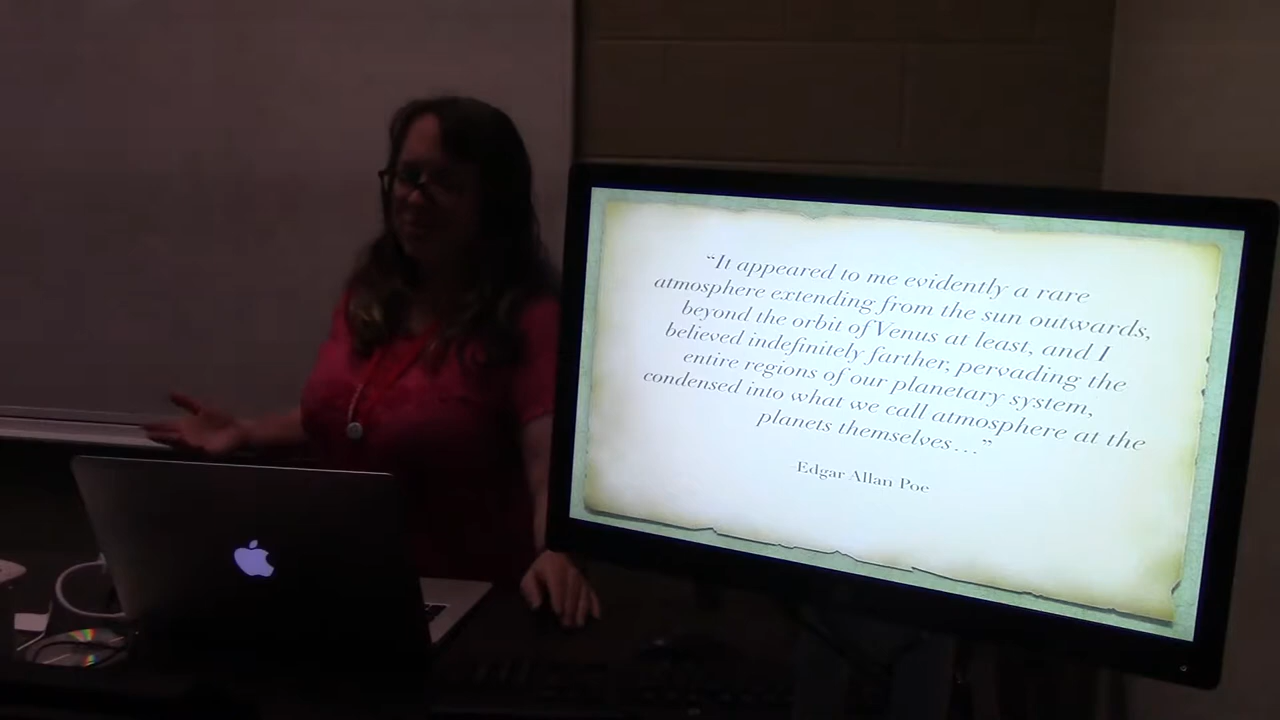 “It appeared to me evidently a rare
atmosphere extending from the sun outwards,
beyond the orbit of Venus at least, and I
believed indefinitely farther, pervading the
entire regions of our planetary system,
condensed into what we call atmosphere at the
planets themselves…”
–Edgar Allan Poe